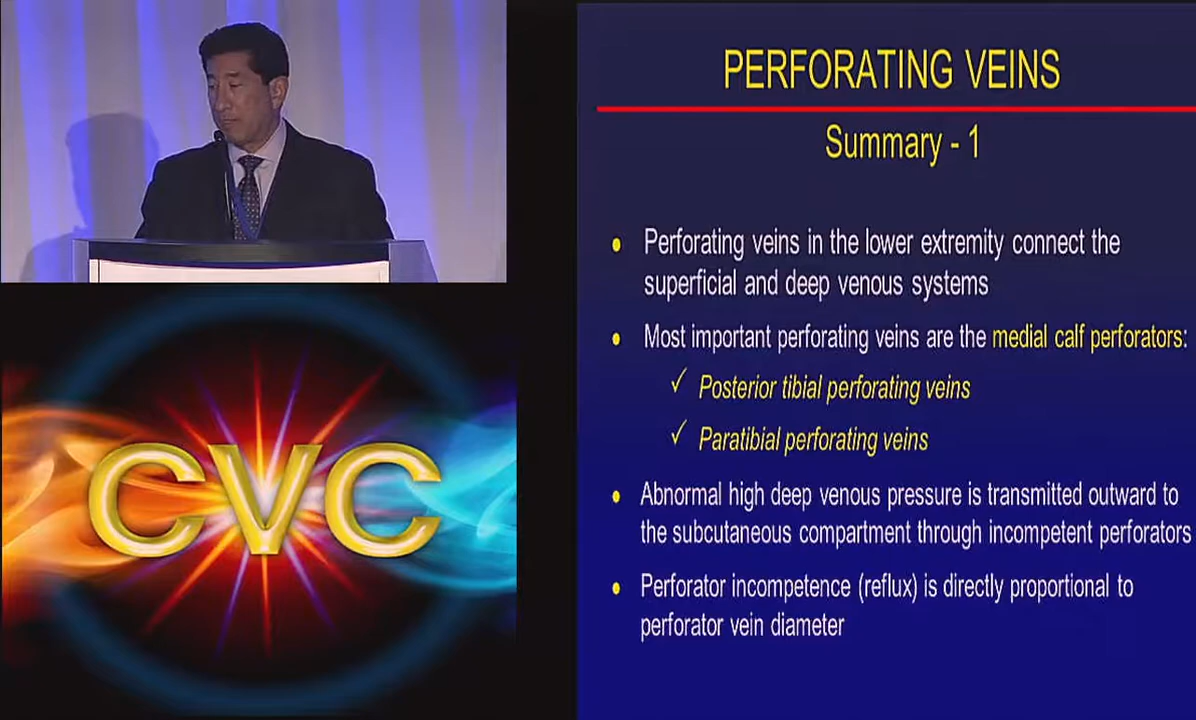 PERFORATING VEINS
Summary - 1
• Perforating veins in the lower extremity connect the
superficial and deep venous systems
• Most important perforating veins are the medial calf perforators:
✓ Posterior tibial perforating veins
✓ Paratibial perforating veins
• Abnormal high deep venous pressure is transmitted outward to
the subcutaneous compartment through incompetent perforators
• Perforator incompetence (reflux) is directly proportional to
perforator vein diameter
CVC